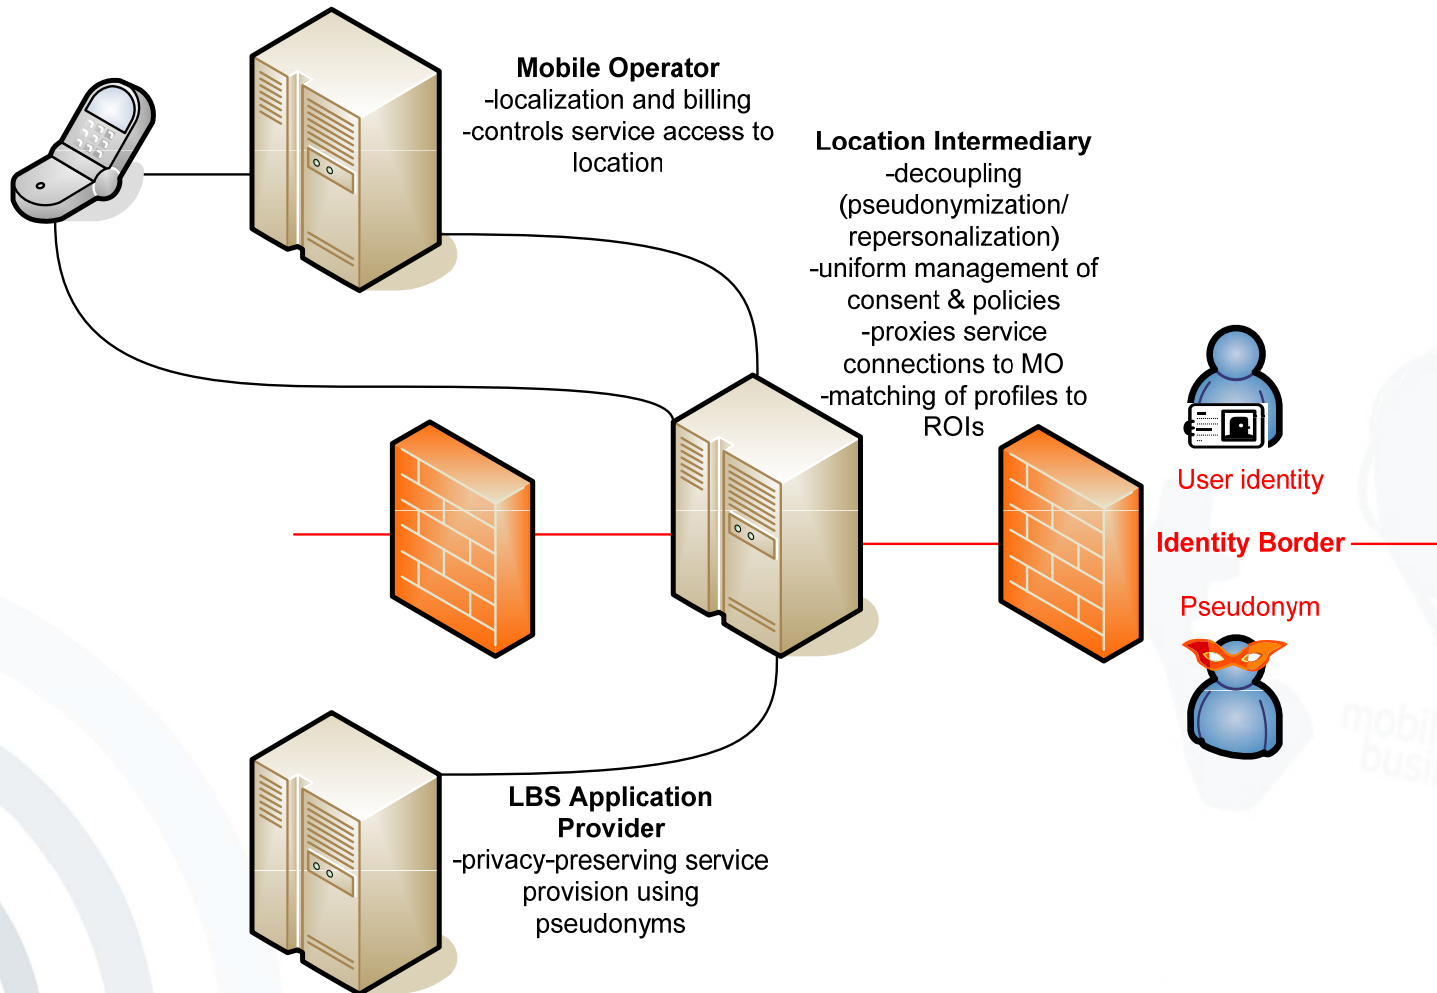 Mobile Operator
-localization and billing
-controls service access to
location
Location Intermediary
-decoupling
(pseudonymization/
repersonalization)
-uniform management of
consent & policies
-proxies service
connections to MO
-matching of profiles to
ROIs
User identity
Identity Border
Pseudonym
mobil
busi
LBS Application
Provider
-privacy-preserving service
provision using
pseudonyms